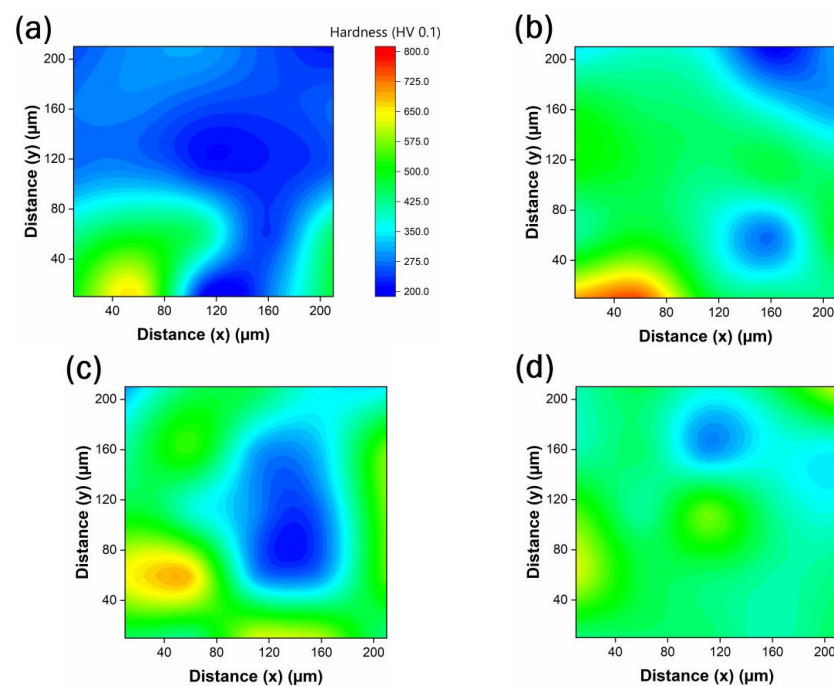 (a)
Hardness (HV 0.1)
800.0
725.0
650.0
575.0
500.0
425.0
350.0
275.0
200.0
200
160
120
80
40
Distance (y) (µm)
40 80 120 160 200
Distance (x) (µm)
(b)
200
160
120
80
40
Distance (y) (µm)
40 80 120 160 200
Distance (x) (µm)
(c)
200
160
120
80
40
Distance (y) (µm)
40 80 120 160 200
Distance (x) (µm)
(d)
200
160
120
80
40
Distance (y) (µm)
40 80 120 160 200
Distance (x) (µm)